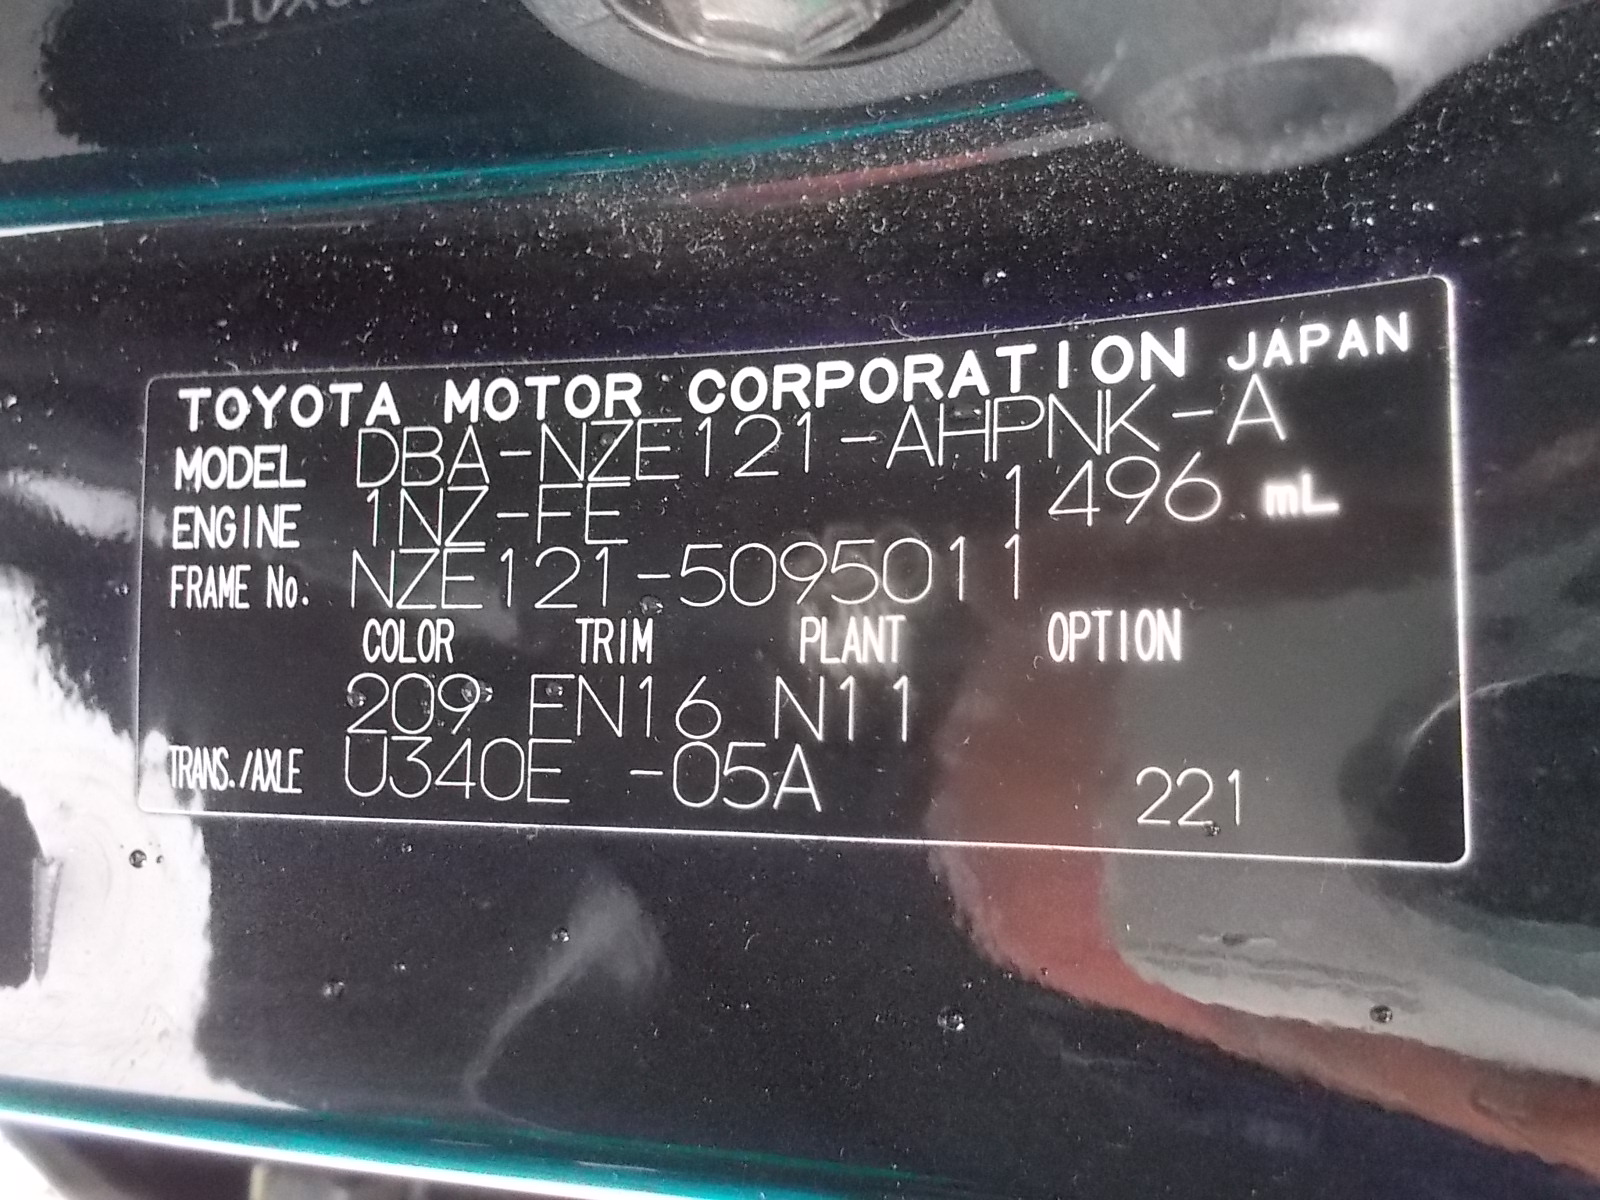 TOYOTA MOTOR CORPORATION JAPAN
MODEL DBA-NZE121-AHPNK-A
ENGINE 1NZ-FE 1496 mL
FRAME No. NZE121-5095011
COLOR TRIM PLANT OPTION
209 FN16 N11
TRANS./AXLE U340E -05A 221